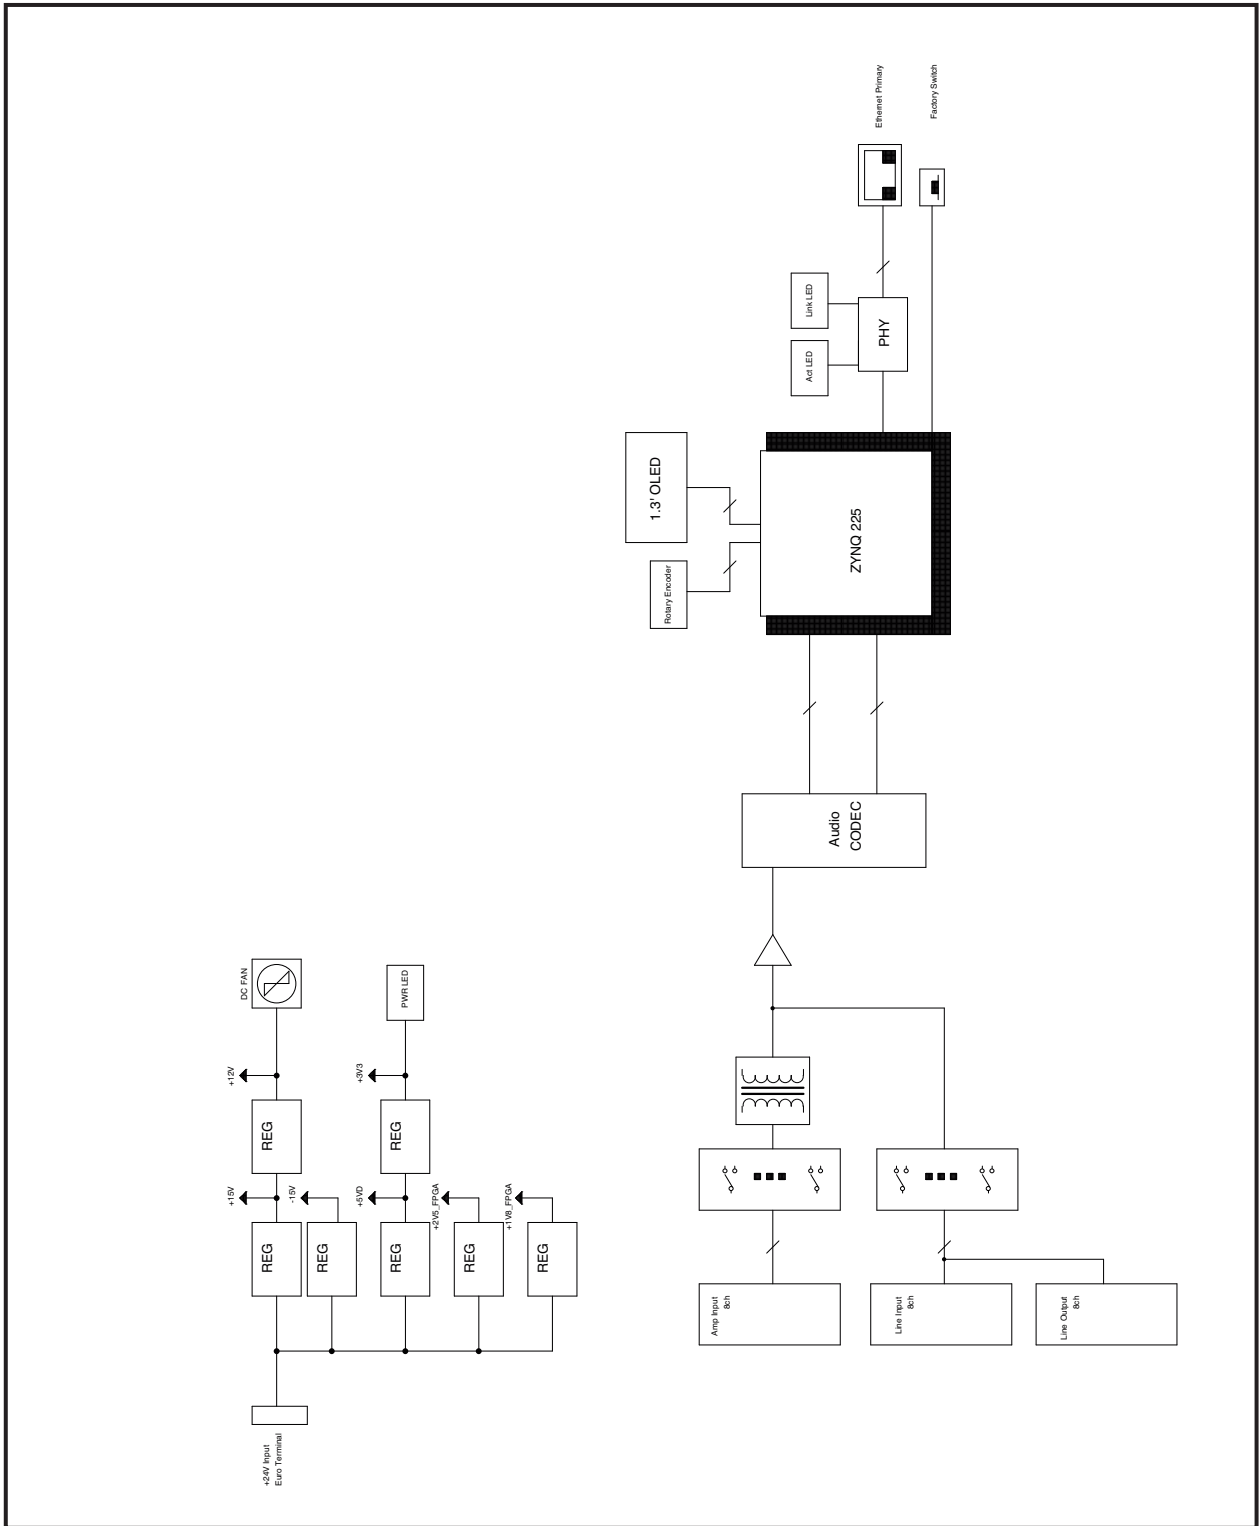 Ethernet Primary
Factory Switch
Link LED
Act LED
PHY
1.3' OLED
Rotary Encoder
ZYNQ 225
Audio
CODEC
DC FAN
PWR LED
+12V
+3V3
REG
REG
+15V
-15V
+5VD
+2V5_FPGA
+1V8_FPGA
REG
REG
REG
REG
REG
Amp Input
8ch
Line Input
8ch
Line Output
8ch
+24V Input
Euro Terminal